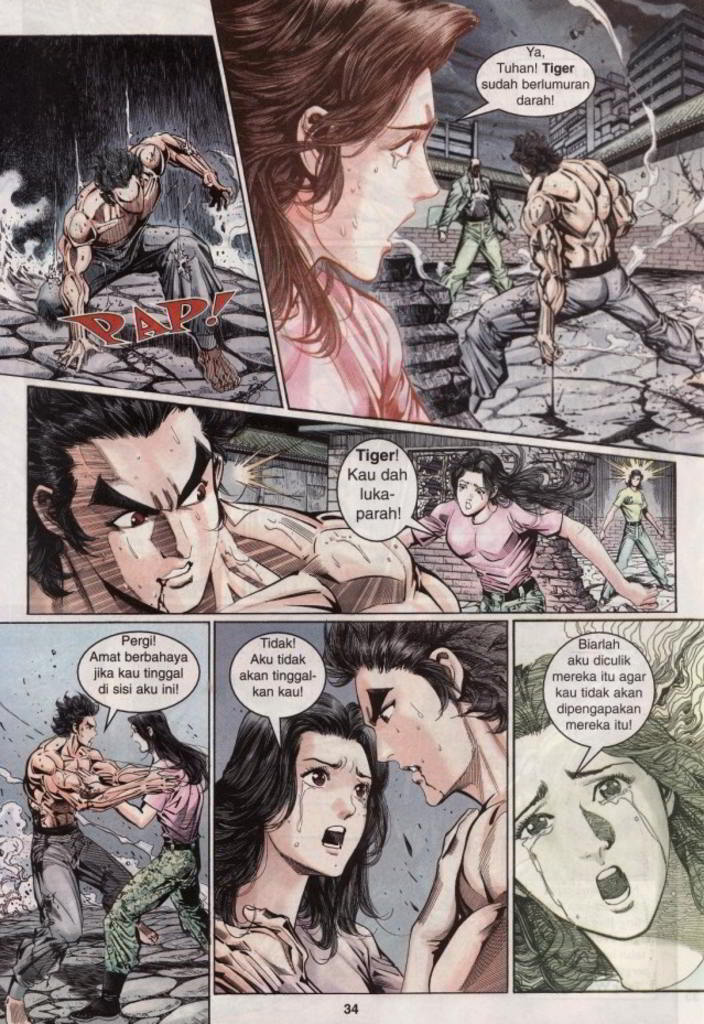 Ya,
Tuhan! Tiger
sudah berlumuran
darah!
PAP!
Tiger!
Kau dah
luka-
parah!
Pergi!
Amat berbahaya
jika kau tinggal
di sisi aku ini!
Tidak!
Aku tidak
akan tinggal-
kan kau!
Biarlah
aku diculik
mereka itu agar
kau tidak akan
dipengapakan
mereka itu!
34